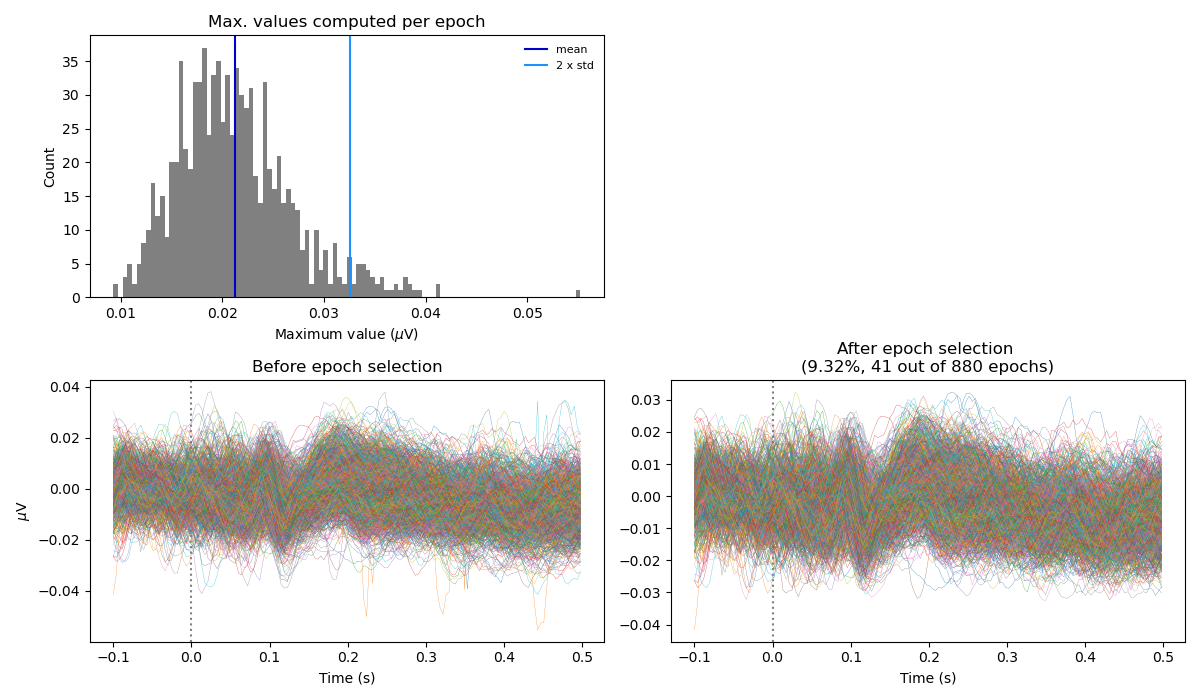 Max. values computed per epoch
mean
2 x std
35
30
25
20
15
10
5
0
Count
0.01 0.02 0.03 0.04 0.05
Maximum value (μV)
Before epoch selection
0.04
0.02
0.00
−0.02
−0.04
μV
−0.1 0.0 0.1 0.2 0.3 0.4 0.5
Time (s)
After epoch selection
(9.32%, 41 out of 880 epochs)
0.03
0.02
0.01
0.00
−0.01
−0.02
−0.03
−0.04
−0.1 0.0 0.1 0.2 0.3 0.4 0.5
Time (s)